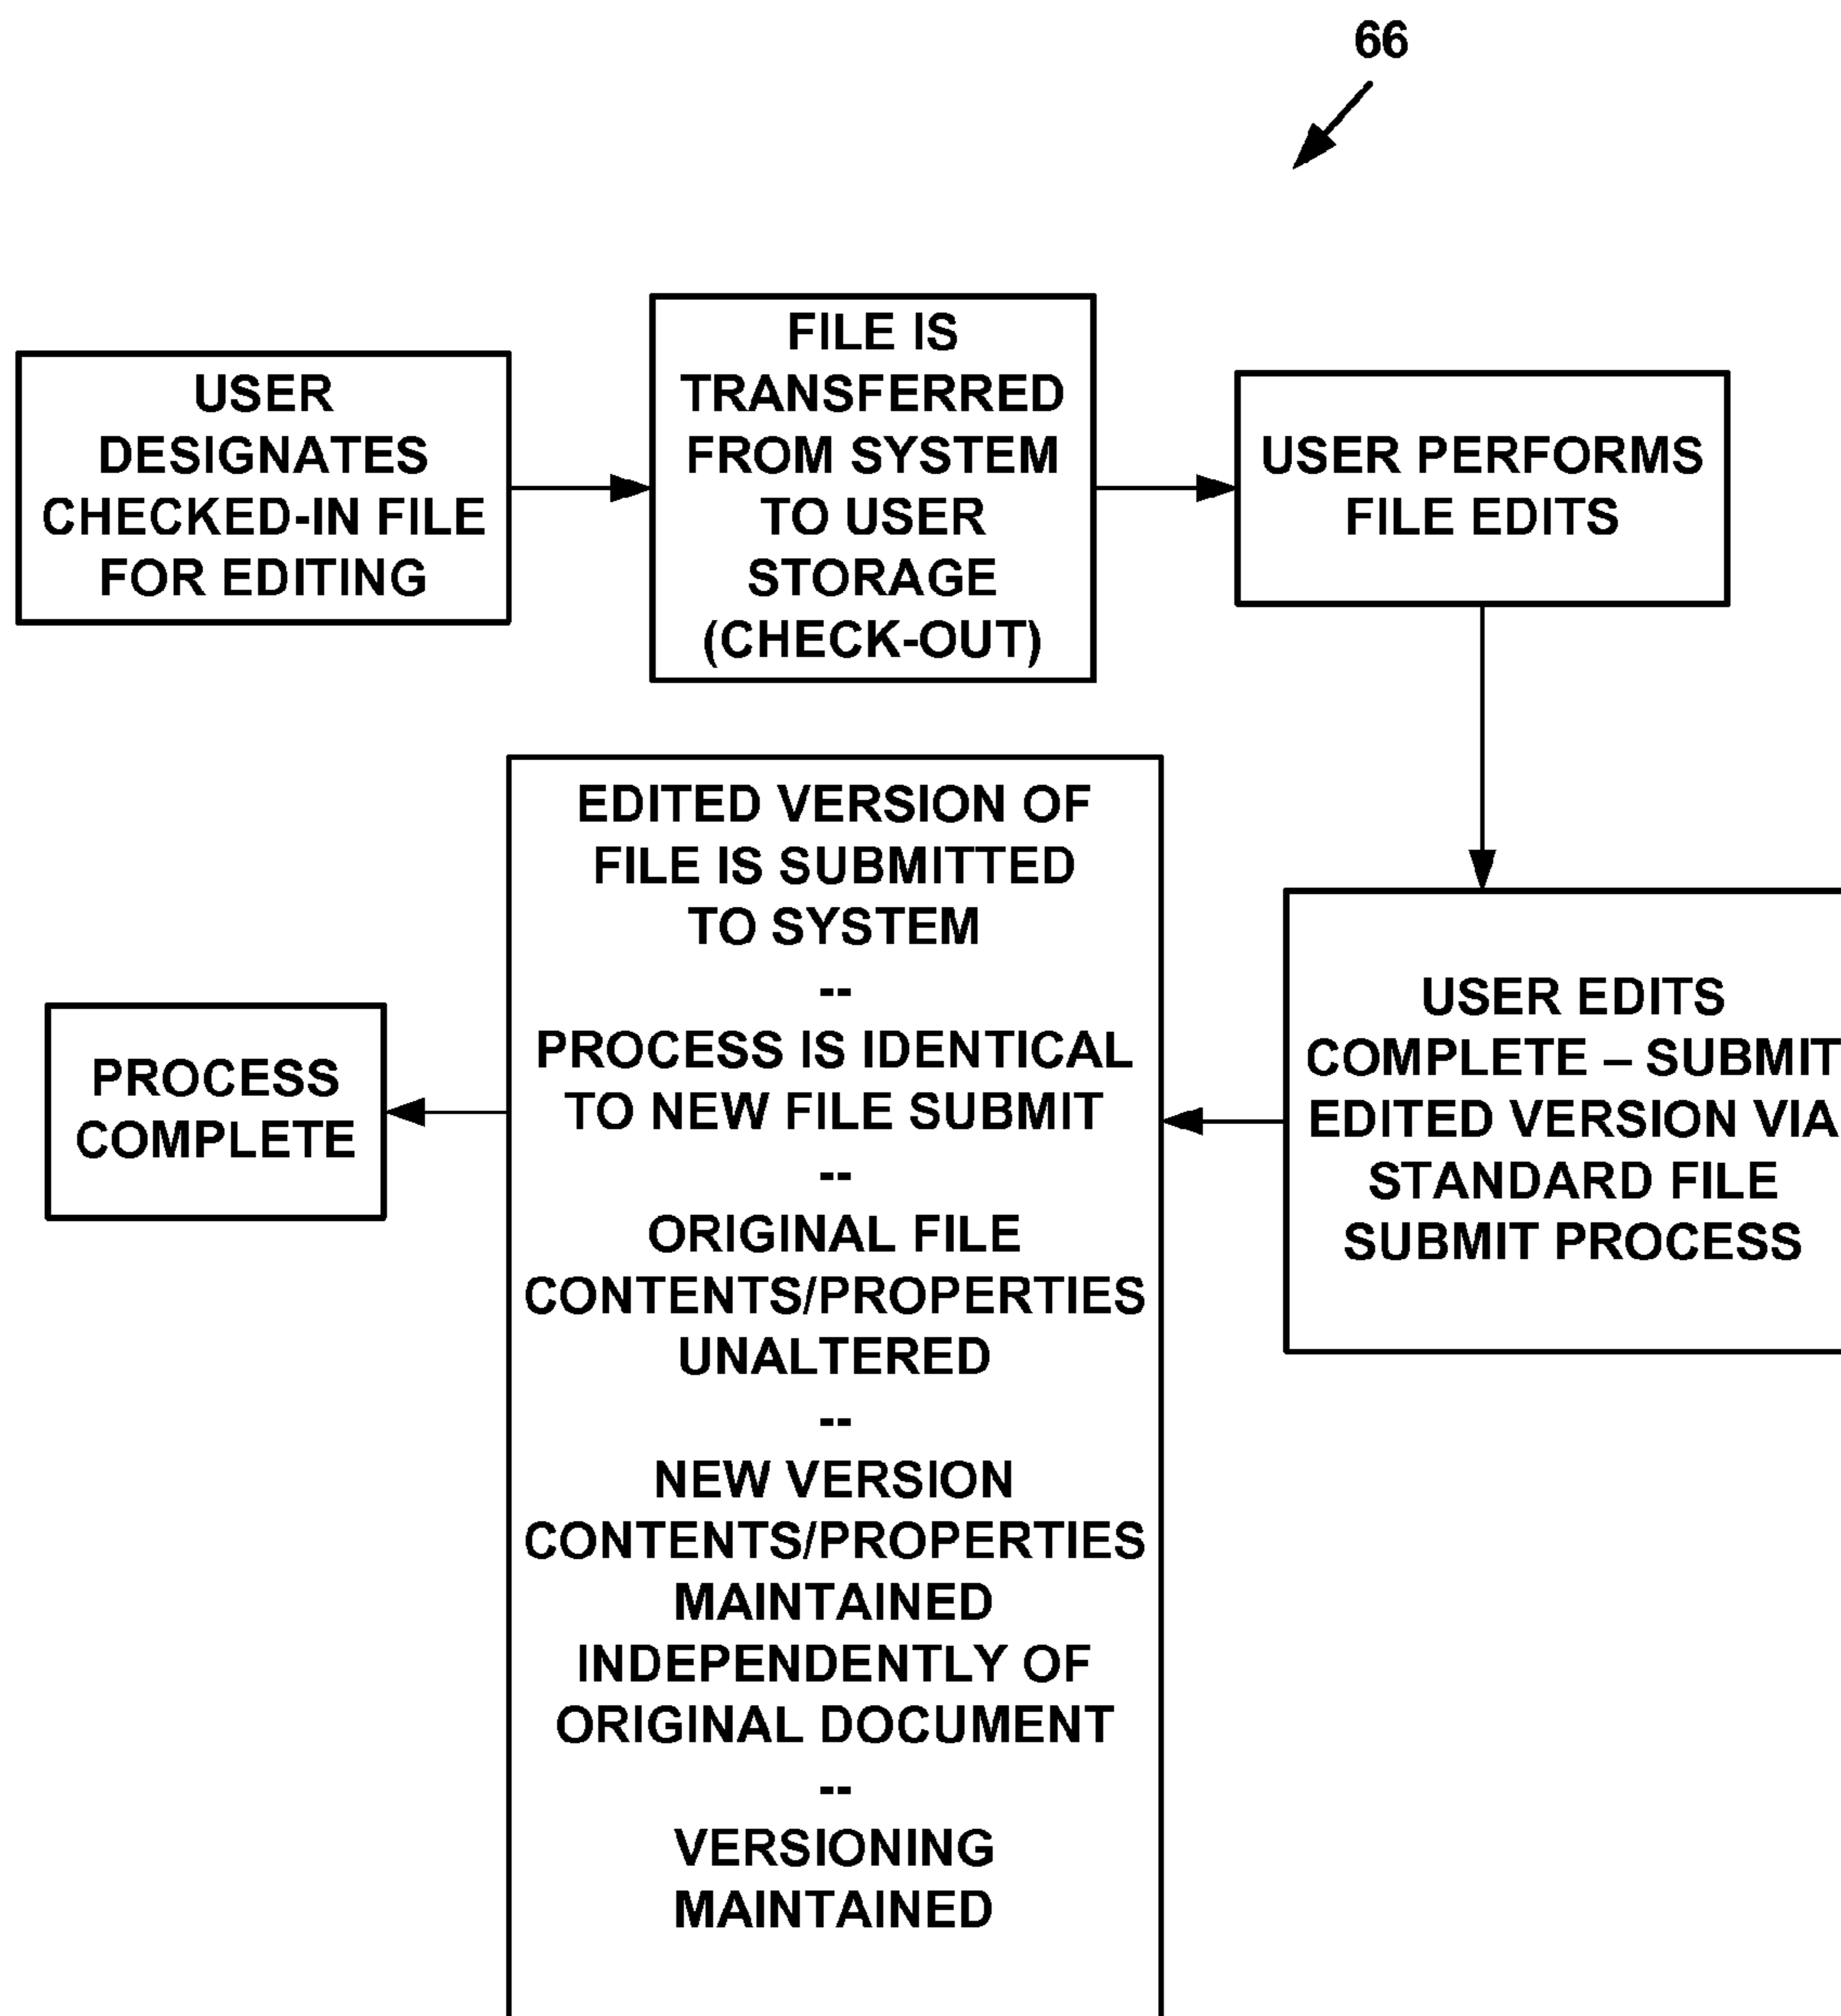 66
USER
DESIGNATES
CHECKED-IN FILE
FOR EDITING
FILE IS
TRANSFERRED
FROM SYSTEM
TO USER
STORAGE
(CHECK-OUT)
USER PERFORMS
FILE EDITS
USER EDITS
COMPLETE – SUBMIT
EDITED VERSION VIA
STANDARD FILE
SUBMIT PROCESS
EDITED VERSION OF
FILE IS SUBMITTED
TO SYSTEM
--
PROCESS IS IDENTICAL
TO NEW FILE SUBMIT
--
ORIGINAL FILE
CONTENTS/PROPERTIES
UNALTERED
--
NEW VERSION
CONTENTS/PROPERTIES
MAINTAINED
INDEPENDENTLY OF
ORIGINAL DOCUMENT
--
VERSIONING
MAINTAINED
PROCESS
COMPLETE